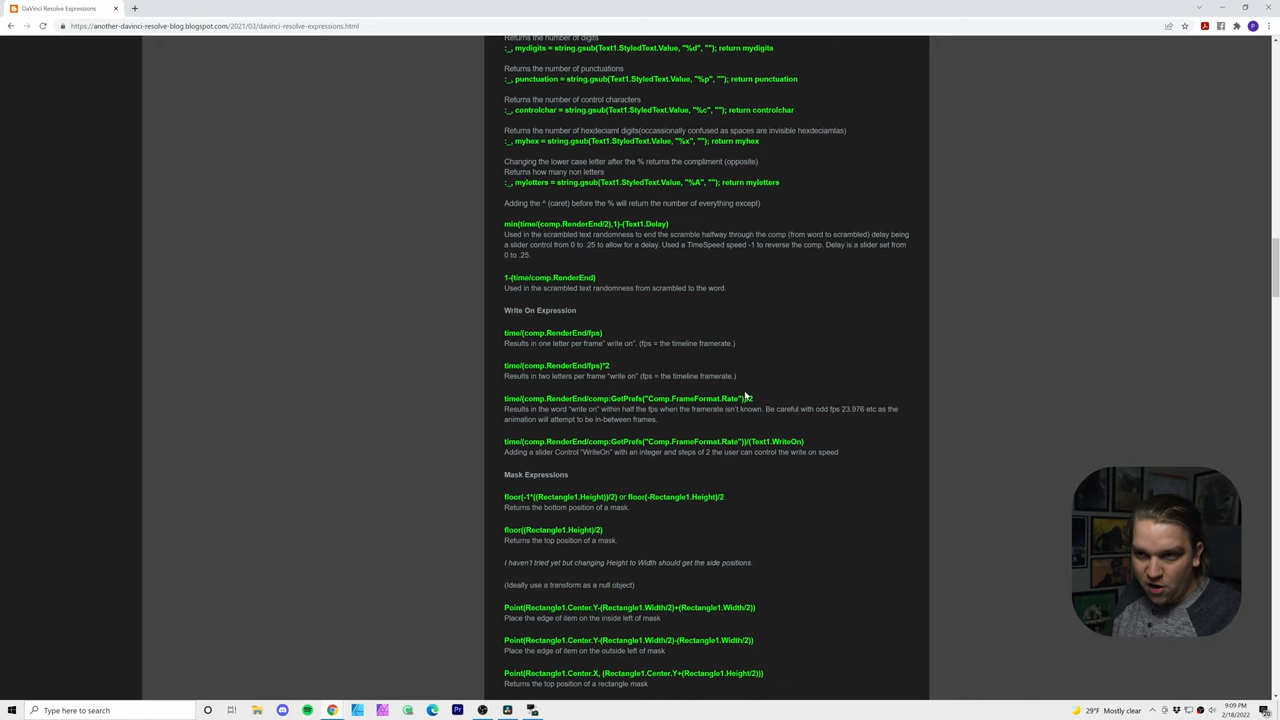 DaVinci Resolve Expressions
https://another-davinci-resolve-blog.blogspot.com/2021/03/davinci-resolve-expressions.html
Returns the number of digits
:_, mydigits = string.gsub(Text1.StyledText.Value, "%d", ""); return mydigits
Returns the number of punctuations
:_, punctuation = string.gsub(Text1.StyledText.Value, "%p", ""); return punctuation
Returns the number of control characters
:_, controlchar = string.gsub(Text1.StyledText.Value, "%c", ""); return controlchar
Returns the number of hexdeciaml digits(occassionally confused as spaces are invisible hexdeciamlas)
:_, myhex = string.gsub(Text1.StyledText.Value, "%x", ""); return myhex
Changing the lower case letter after the % returns the compliment (opposite)
Returns how many non letters
:_, myletters = string.gsub(Text1.StyledText.Value, "%A", ""); return myletters
Adding the ^ (caret) before the % will return the number of everything except)
min(time/(comp.RenderEnd/2),1)-(Text1.Delay)
Used in the scrambled text randomness to end the scramble halfway through the comp (from word to scrambled) delay being
a slider control from 0 to .25 to allow for a delay. Used a TimeSpeed speed -1 to reverse the comp. Delay is a slider set from
0 to .25.
1-(time/comp.RenderEnd)
Used in the scrambled text randomness from scrambled to the word.
Write On Expression
time/(comp.RenderEnd/fps)
Results in one letter per frame" write on". (fps = the timeline framerate.)
time/(comp.RenderEnd/fps)*2
Results in two letters per frame "write on" (fps = the timeline framerate.)
time/(comp.RenderEnd/comp:GetPrefs("Comp.FrameFormat.Rate"))*2
Results in the word "write on" within half the fps when the framerate isn't known. Be careful with odd fps 23.976 etc as the
animation will attempt to be in-between frames.
time/(comp.RenderEnd/comp:GetPrefs("Comp.FrameFormat.Rate"))/(Text1.WriteOn)
Adding a slider Control "WriteOn" with an integer and steps of 2 the user can control the write on speed
Mask Expressions
floor(-1*((Rectangle1.Height))/2) or floor(-Rectangle1.Height)/2
Returns the bottom position of a mask.
floor((Rectangle1.Height)/2)
Returns the top position of a mask.
I haven't tried yet but changing Height to Width should get the side positions.
(Ideally use a transform as a null object)
Point(Rectangle1.Center.Y-(Rectangle1.Width/2)+(Rectangle1.Width/2))
Place the edge of item on the inside left of mask
Point(Rectangle1.Center.Y-(Rectangle1.Width/2)-(Rectangle1.Width/2))
Place the edge of item on the outside left of mask
Point(Rectangle1.Center.X, (Rectangle1.Center.Y+(Rectangle1.Height/2)))
Returns the top position of a rectangle mask
Type here to search
29°F Mostly clear
9:09 PM
2/18/2022